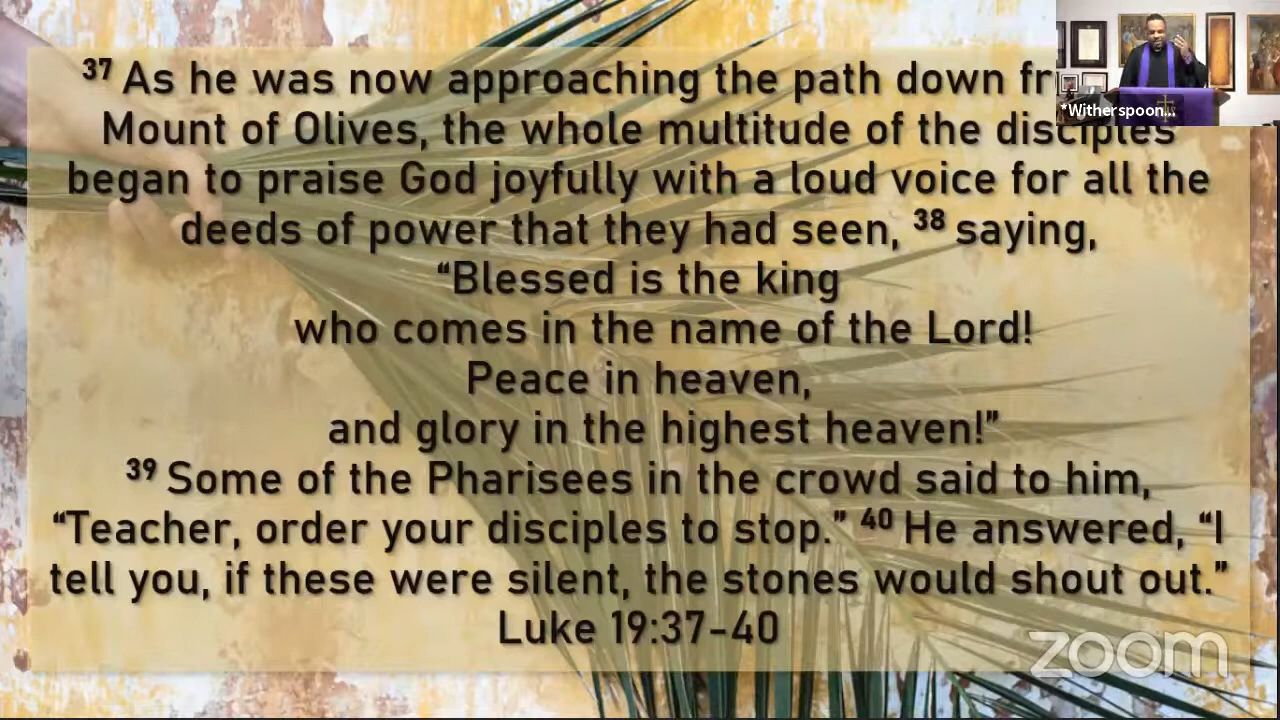 37 As he was now approaching the path down fr
Mount of Olives, the whole multitude of the disciples
began to praise God joyfully with a loud voice for all the
deeds of power that they had seen, 38 saying,
“Blessed is the king
who comes in the name of the Lord!
Peace in heaven,
and glory in the highest heaven!”
39 Some of the Pharisees in the crowd said to him,
“Teacher, order your disciples to stop.” 40 He answered, “I
tell you, if these were silent, the stones would shout out.”
Luke 19:37-40
*Witherspoon...
zoom